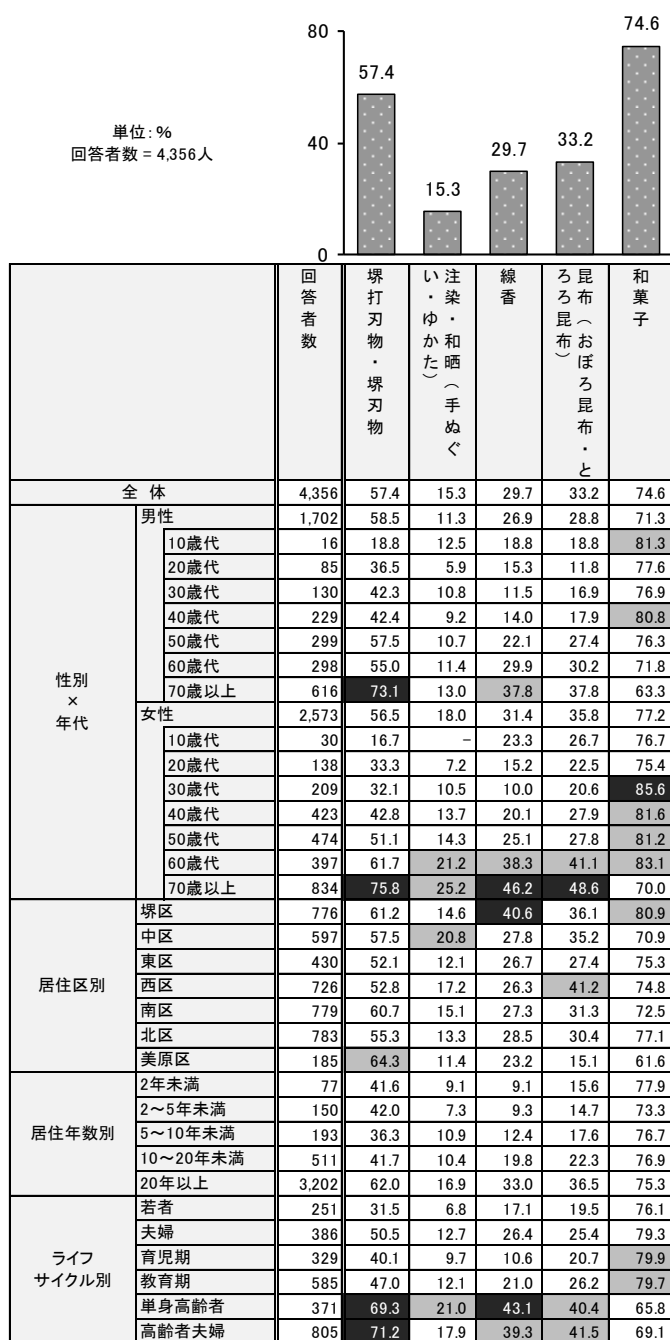 80
40
0
単位：％
回答者数 = 4,356人
57.4
15.3
29.7
33.2
74.6
回答者数
堺打刃物・堺刃物
注染・和晒（手ぬぐ
い・ゆかた）
線香
昆布（おぼろ昆布・と
ろろ昆布）
和菓子
全 体 4,356 57.4 15.3 29.7 33.2 74.6
性別
×
年代
男性 1,702 58.5 11.3 26.9 28.8 71.3
10歳代 16 18.8 12.5 18.8 18.8 81.3
20歳代 85 36.5 5.9 15.3 11.8 77.6
30歳代 130 42.3 10.8 11.5 16.9 76.9
40歳代 229 42.4 9.2 14.0 17.9 80.8
50歳代 299 57.5 10.7 22.1 27.4 76.3
60歳代 298 55.0 11.4 29.9 30.2 71.8
70歳以上 616 73.1 13.0 37.8 37.8 63.3
女性 2,573 56.5 18.0 31.4 35.8 77.2
10歳代 30 16.7 － 23.3 26.7 76.7
20歳代 138 33.3 7.2 15.2 22.5 75.4
30歳代 209 32.1 10.5 10.0 20.6 85.6
40歳代 423 42.8 13.7 20.1 27.9 81.6
50歳代 474 51.1 14.3 25.1 27.8 81.2
60歳代 397 61.7 21.2 38.3 41.1 83.1
70歳以上 834 75.8 25.2 46.2 48.6 70.0
居住区別
堺区 776 61.2 14.6 40.6 36.1 80.9
中区 597 57.5 20.8 27.8 35.2 70.9
東区 430 52.1 12.1 26.7 27.4 75.3
西区 726 52.8 17.2 26.3 41.2 74.8
南区 779 60.7 15.1 27.3 31.3 72.5
北区 783 55.3 13.3 28.5 30.4 77.1
美原区 185 64.3 11.4 23.2 15.1 61.6
居住年数別
2年未満 77 41.6 9.1 9.1 15.6 77.9
2～5年未満 150 42.0 7.3 9.3 14.7 73.3
5～10年未満 193 36.3 10.9 12.4 17.6 76.7
10～20年未満 511 41.7 10.4 19.8 22.3 76.9
20年以上 3,202 62.0 16.9 33.0 36.5 75.3
ライフ
サイクル別
若者 251 31.5 6.8 17.1 19.5 76.1
夫婦 386 50.5 12.7 26.4 25.4 79.3
育児期 329 40.1 9.7 10.6 20.7 79.9
教育期 585 47.0 12.1 21.0 26.2 79.7
単身高齢者 371 69.3 21.0 43.1 40.4 65.8
高齢者夫婦 805 71.2 17.9 39.3 41.5 69.1